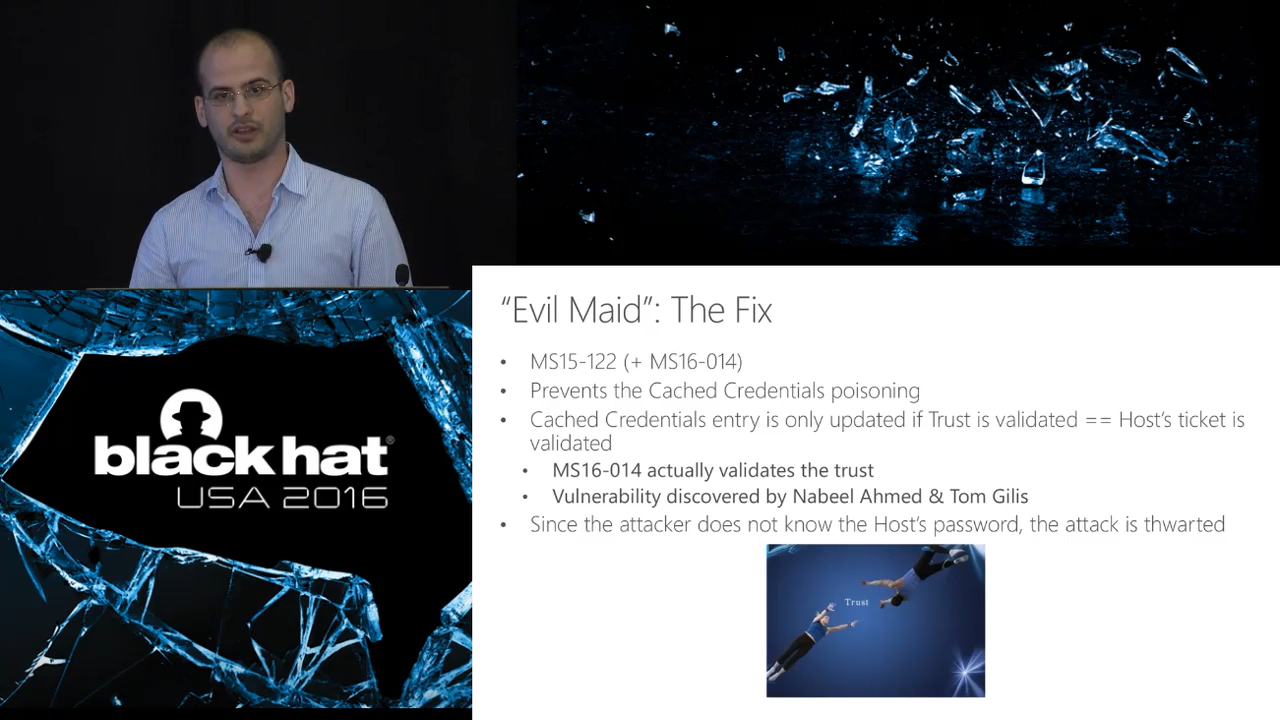 black hat®
USA 2016
“Evil Maid”: The Fix
• MS15-122 (+ MS16-014)
• Prevents the Cached Credentials poisoning
• Cached Credentials entry is only updated if Trust is validated == Host’s ticket is
validated
• MS16-014 actually validates the trust
• Vulnerability discovered by Nabeel Ahmed & Tom Gilis
• Since the attacker does not know the Host’s password, the attack is thwarted
Trust